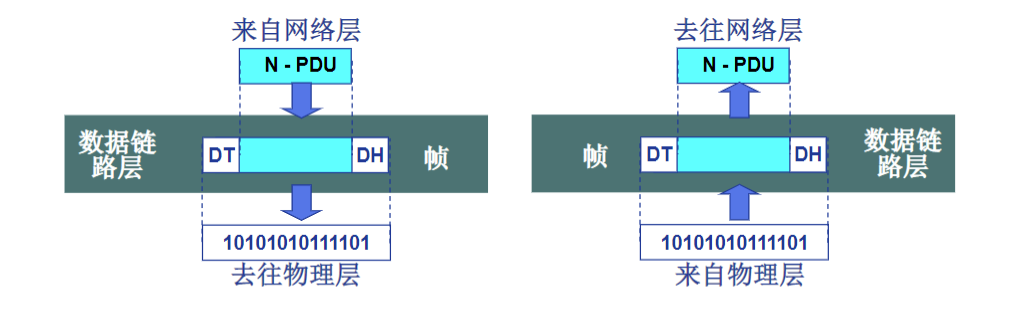 来自网络层
N - PDU
数据链
路层
DT
DH
帧
10101010111101
去往物理层
去往网络层
N - PDU
帧
DT
DH
数据链
路层
10101010111101
来自物理层